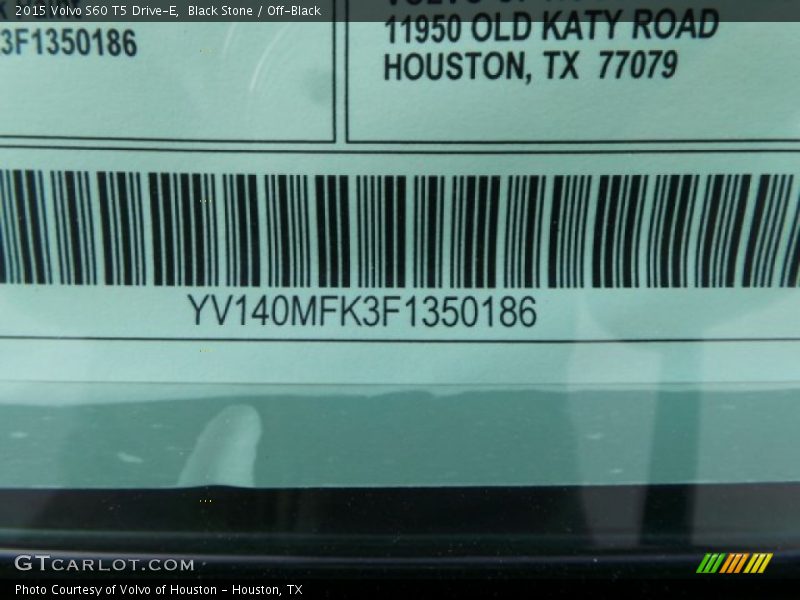 2015 Volvo S60 T5 Drive-E, Black Stone / Off-Black
3F1350186
11950 OLD KATY ROAD
HOUSTON, TX 77079
YV140MFK3F1350186
GTCARLOT.COM
Photo Courtesy of Volvo of Houston - Houston, TX